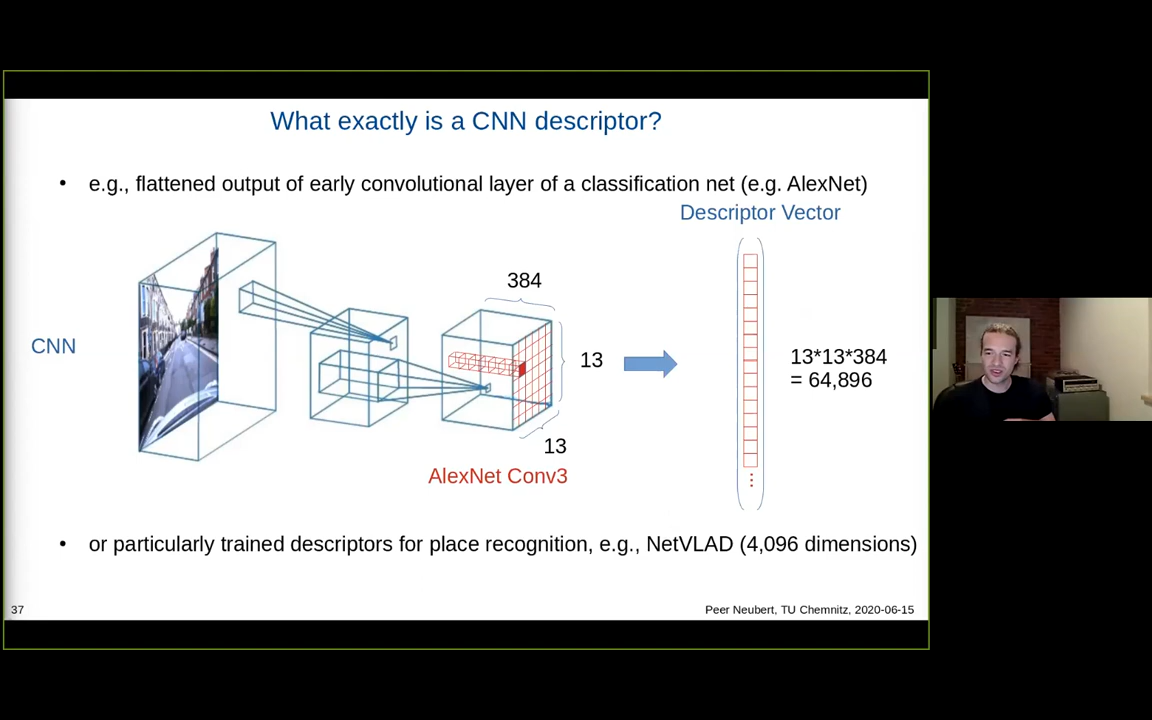 What exactly is a CNN descriptor?
• e.g., flattened output of early convolutional layer of a classification net (e.g. AlexNet)
Descriptor Vector
384
CNN
13
13*13*384
= 64,896
13
AlexNet Conv3
• or particularly trained descriptors for place recognition, e.g., NetVLAD (4,096 dimensions)
37
Peer Neubert, TU Chemnitz, 2020-06-15